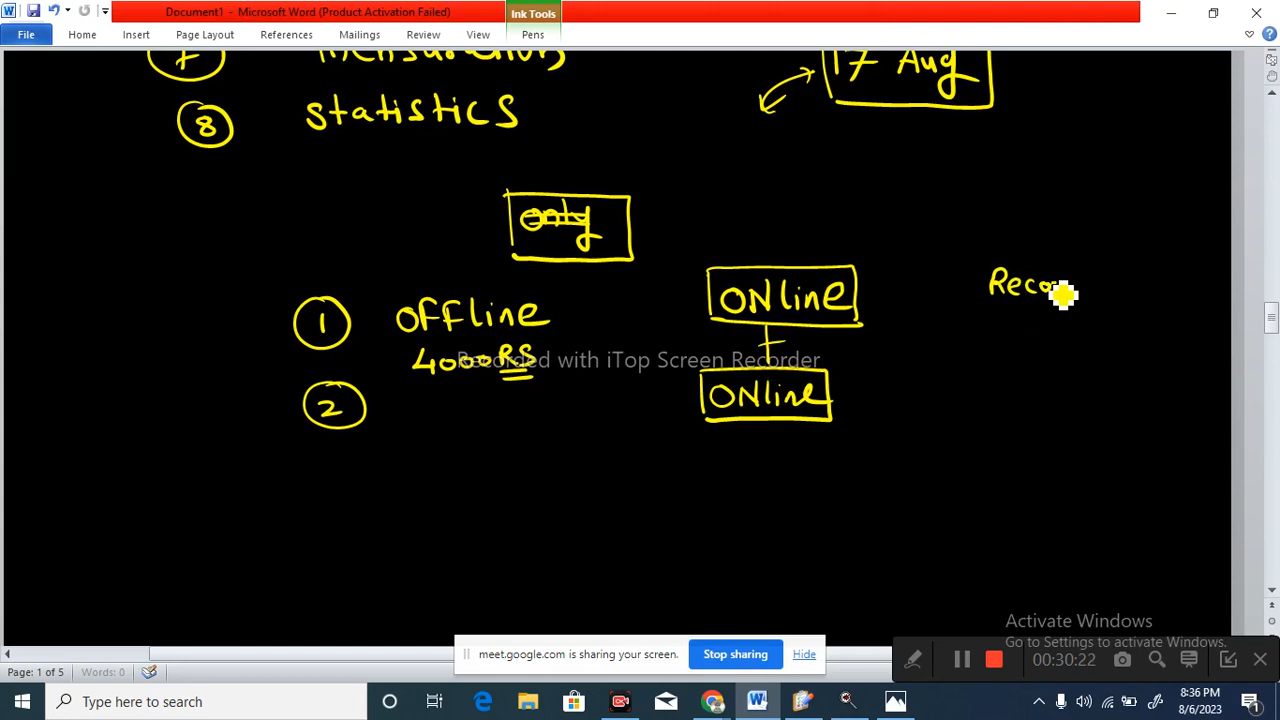 Document1 - Microsoft Word (Product Activation Failed)
Ink Tools
File Home Insert Page Layout References Mailings Review View Pens
7
17 Aug
8 statistics
only
1 Offline ONline Reco
4000 RS
Recorded with iTop Screen Recorder
2 ONline
Activate Windows
Go to Settings to activate Windows.
meet.google.com is sharing your screen. Stop sharing Hide
00:30:22
Page: 1 of 5 Words: 0
Type here to search
8:36 PM
8/6/2023